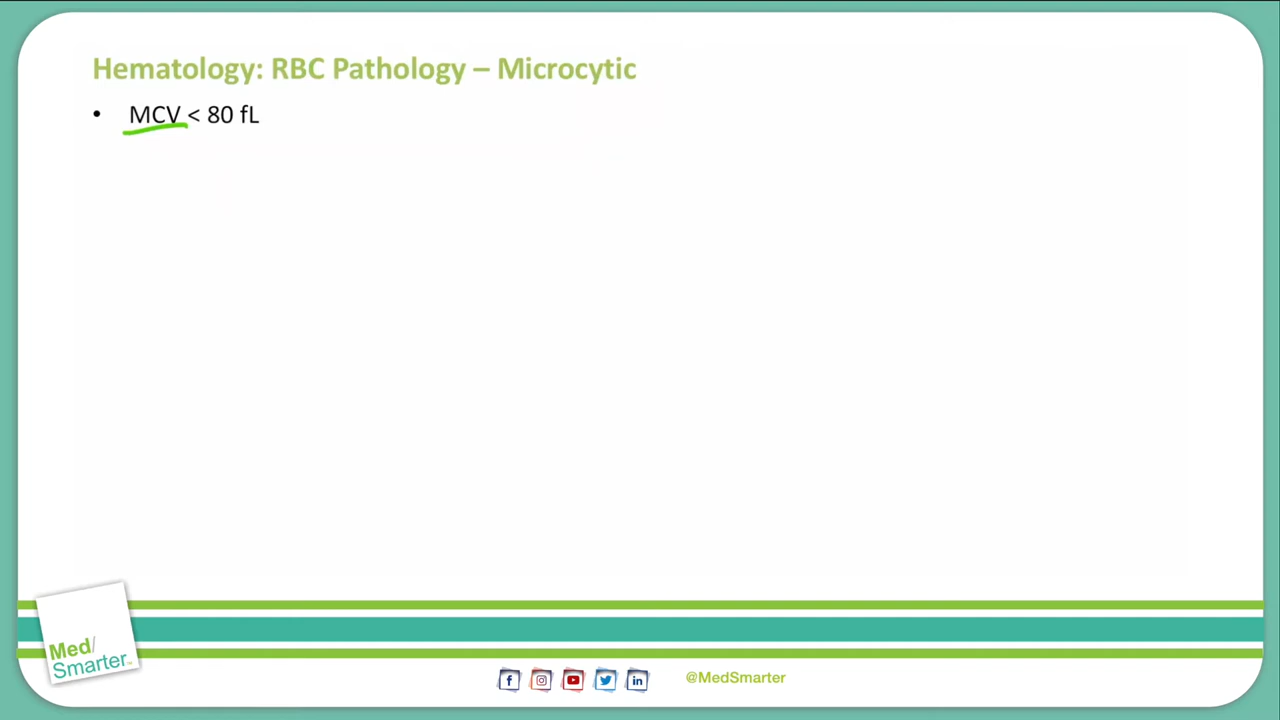 Hematology: RBC Pathology – Microcytic
• MCV < 80 fL
Med/
Smarter
@MedSmarter